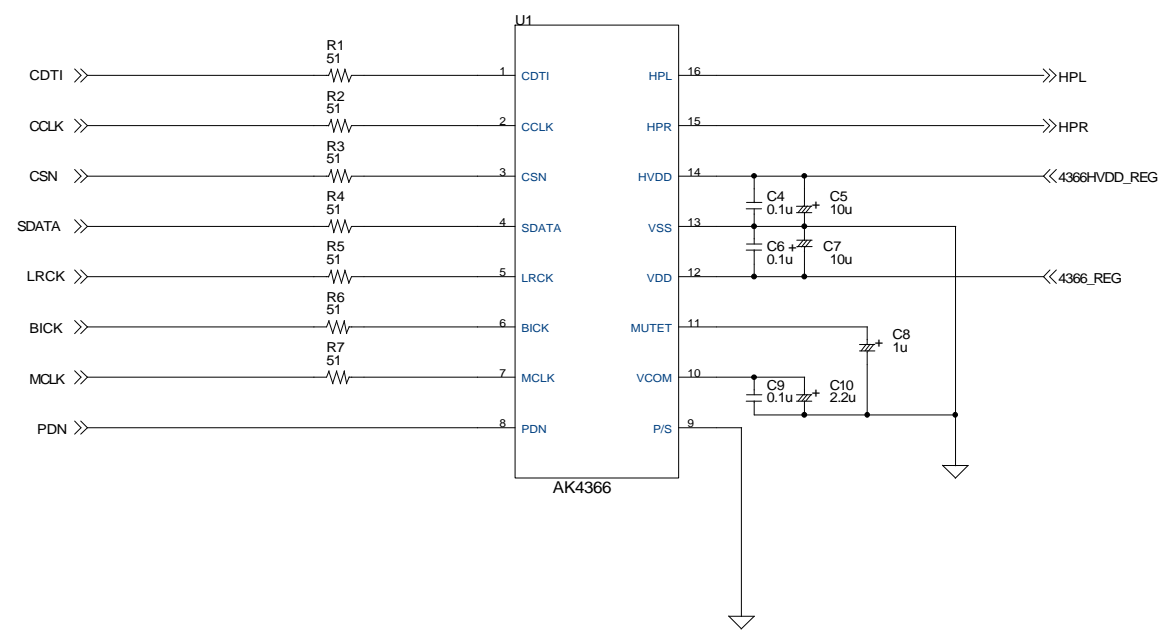 U1
R1
51
CDTI
1
CDTI
HPL
16
HPL
R2
51
CCLK
2
CCLK
HPR
15
HPR
R3
51
CSN
3
CSN
HVDD
14
4366HVDD_REG
C4
0.1u
C5
10u
+
R4
51
SDATA
4
SDATA
VSS
13
C6
0.1u
+
C7
10u
R5
51
LRCK
5
LRCK
VDD
12
4366_REG
R6
51
BICK
6
BICK
MUTET
11
C8
1u
+
R7
51
MCLK
7
MCLK
VCOM
10
C9
0.1u
C10
2.2u
+
PDN
8
PDN
P/S
9
AK4366